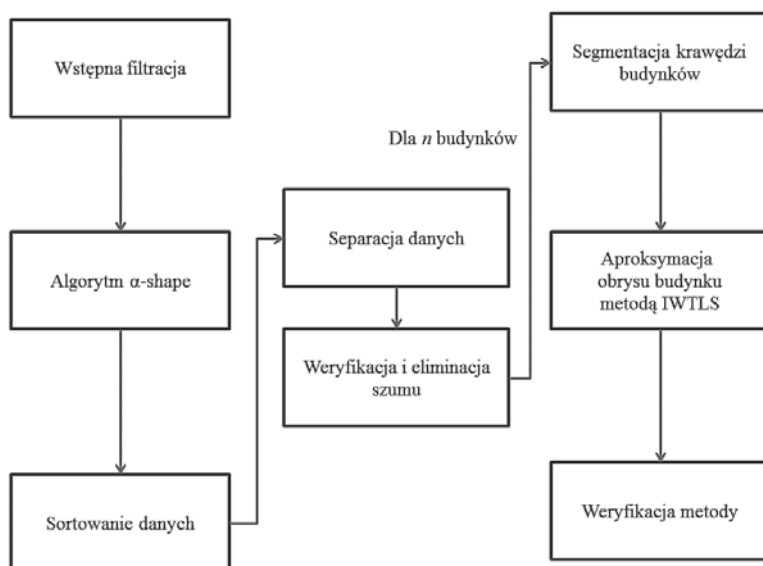 Wstępna filtracja
Algorytm α-shape
Sortowanie danych
Separacja danych
Weryfikacja i eliminacja
szumu
Dla n budynków
Segmentacja krawędzi
budynków
Aproksymacja
obrysu budynku
metodą IWTLS
Weryfikacja metody